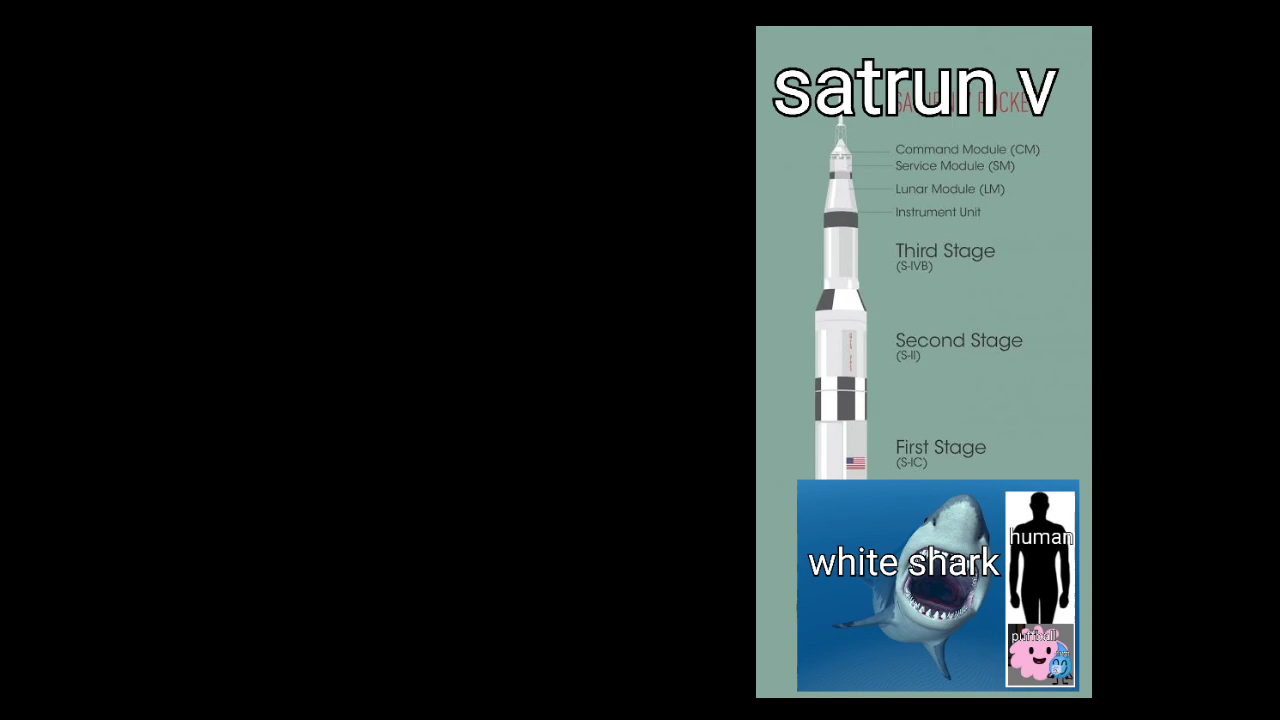 satrun v
Command Module (CM)
Service Module (SM)
Lunar Module (LM)
Instrument Unit
Third Stage
(S-IVB)
Second Stage
(S-II)
First Stage
(S-IC)
human
white shark
puffball